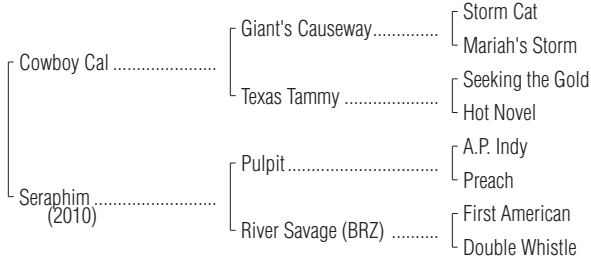 Storm Cat
Giant's Causeway..............
Mariah's Storm
Cowboy Cal ......................
Seeking the Gold
Texas Tammy ....................
Hot Novel
A.P. Indy
Pulpit................................
Preach
Seraphim..........................
(2010)
First American
River Savage (BRZ) ..........
Double Whistle